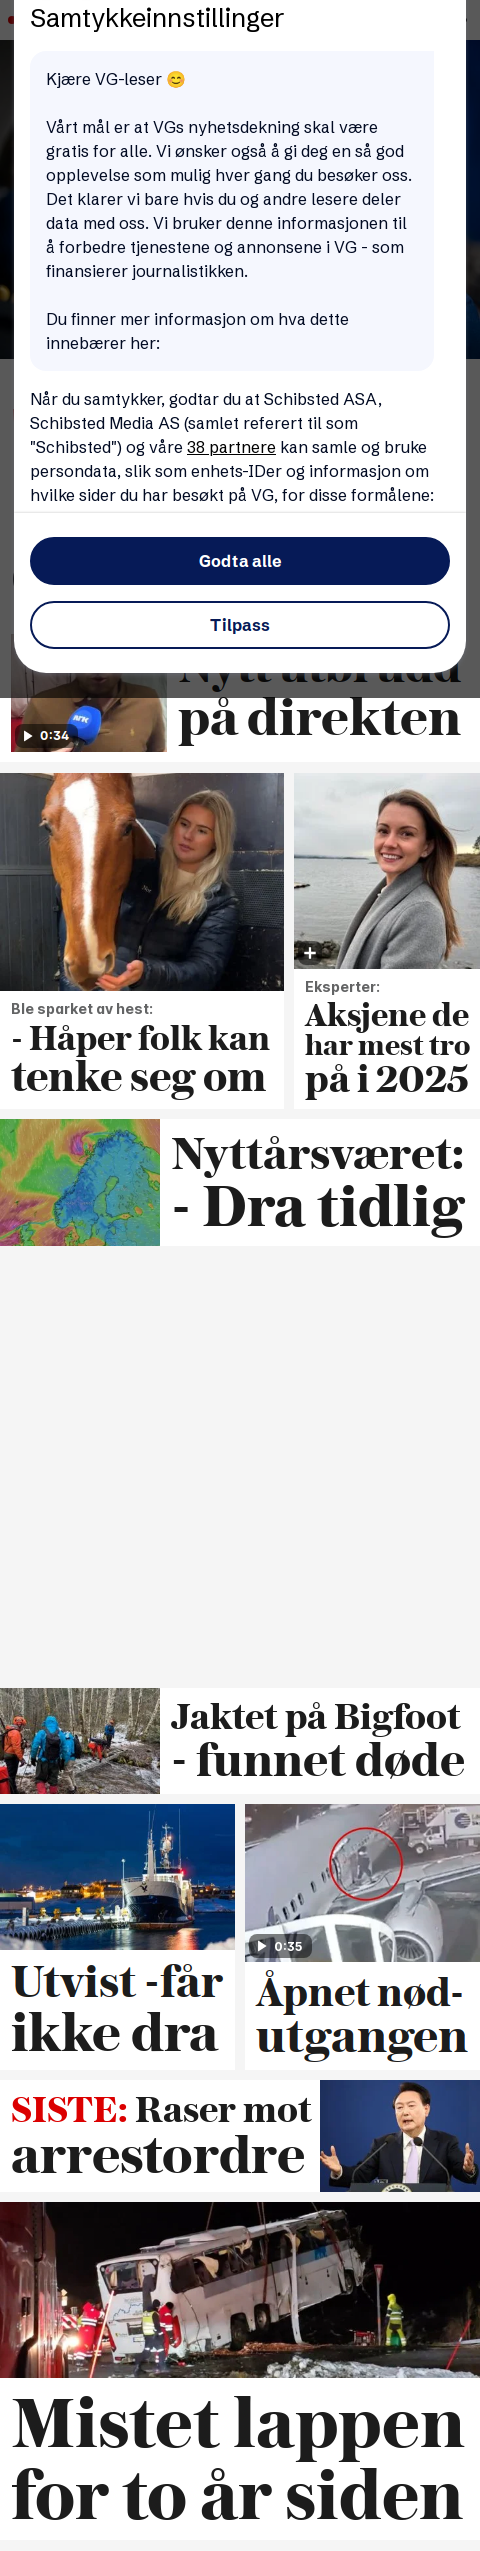 Samtykkeinnstillinger
Kjære VG-leser 😊
Vårt mål er at VGs nyhetsdekning skal være
gratis for alle. Vi ønsker også å gi deg en så god
opplevelse som mulig hver gang du besøker oss.
Det klarer vi bare hvis du og andre lesere deler
data med oss. Vi bruker denne informasjonen til
å forbedre tjenestene og annonsene i VG - som
finansierer journalistikken.
Du finner mer informasjon om hva dette
innebærer her:
Når du samtykker, godtar du at Schibsted ASA,
Schibsted Media AS (samlet referert til som
"Schibsted") og våre 38 partnere kan samle og bruke
persondata, slik som enhets-IDer og informasjon om
hvilke sider du har besøkt på VG, for disse formålene:
Godta alle
Tilpass
Nytt utbrudd
på direkten
NRK
0:34
Ble sparket av hest:
- Håper folk kan
tenke seg om
Eksperter:
Aksjene de
har mest tro
på i 2025
Nyttårsværet:
- Dra tidlig
Jaktet på Bigfoot
- funnet døde
Utvist - får
ikke dra
0:35
Åpnet nød-
utgangen
SISTE: Raser mot
arrestordre
Mistet lappen
for to år siden